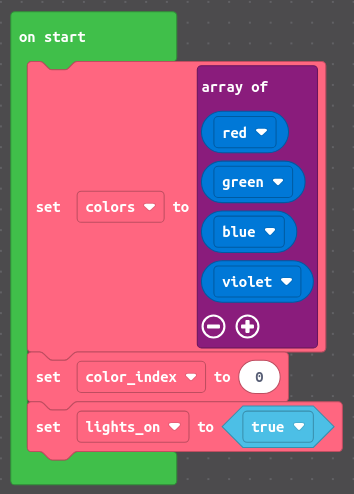 on start
array of
red
green
set colors to
blue
violet
set color_index to 0
set lights_on to true